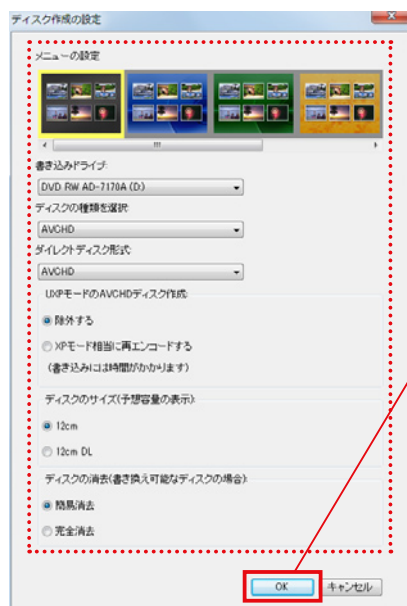 ディスク作成の設定
メニューの設定
書き込みドライブ:
DVD RW AD-7170A (D:)
ディスクの種類を選択:
AVCHD
ダイレクトディスク形式:
AVCHD
UXPモードのAVCHDディスク作成:
除外する
XPモード相当に再エンコードする
(書き込みには時間がかかります)
ディスクのサイズ(予想容量の表示):
12cm
12cm DL
ディスクの消去(書き換え可能なディスクの場合):
簡易消去
完全消去
OK キャンセル